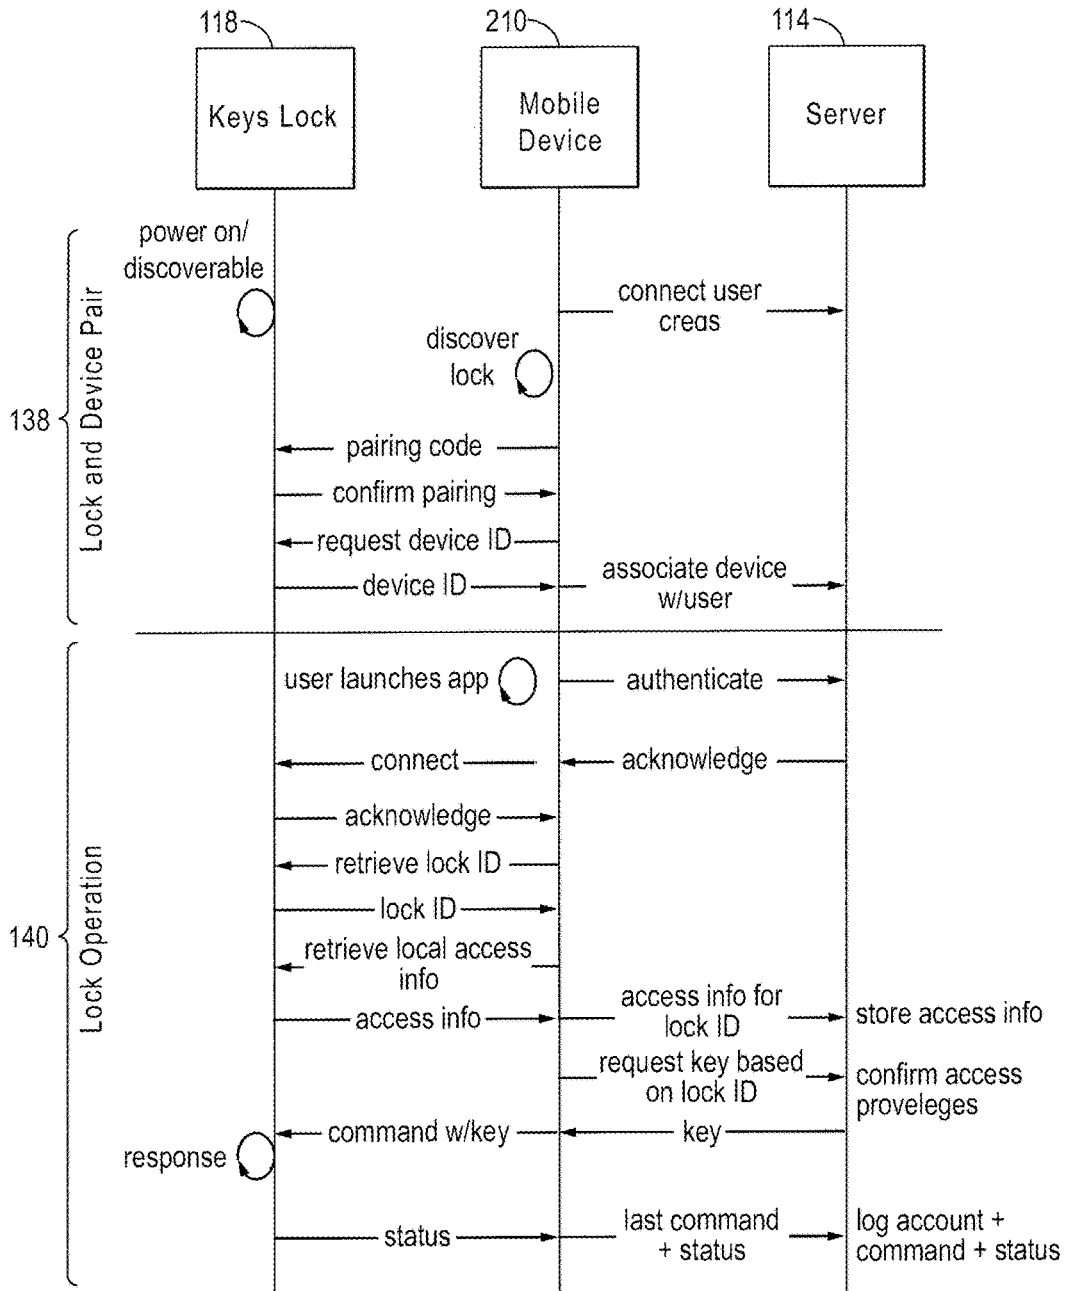 118
210
114
Keys Lock
Mobile
Device
Server
power on/
discoverable
connect user
creds
discover
lock
pairing code
confirm pairing
request device ID
device ID
associate device
w/user
138
Lock and Device Pair
user launches app
authenticate
connect
acknowledge
acknowledge
retrieve lock ID
lock ID
retrieve local access
info
access info
access info for
lock ID
store access info
request key based
on lock ID
confirm access
proveleges
command w/key
key
response
status
last command
+ status
log account +
command + status
140
Lock Operation